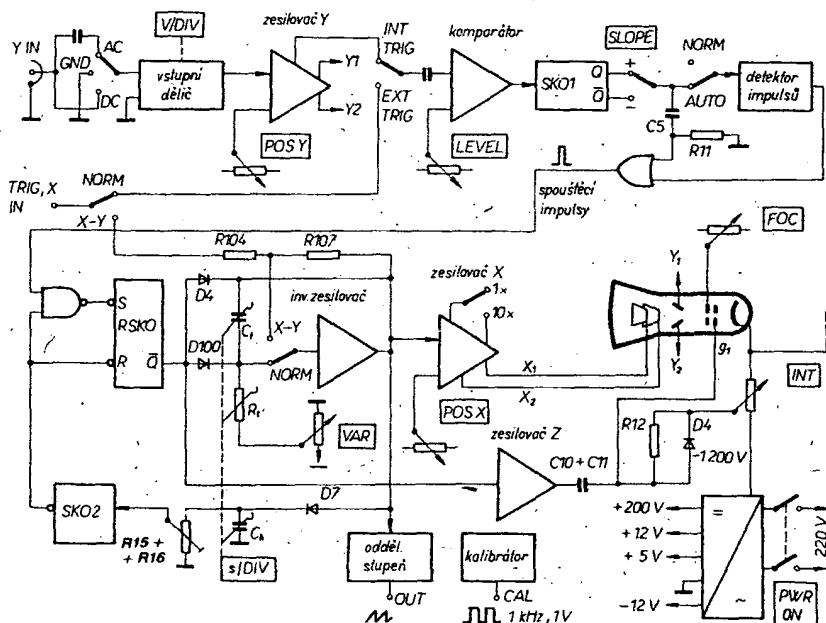 zesilovač Y
V/DIV
INT
TRIG
komparátor
SLOPE
Y IN
AC
GND
DC
vstupní
dělič
Y1
Y2
EXT
TRIG
POS Y
LEVEL
SKO1
Q
Q̅
+
–
NORM
AUTO
C5
R11
detektor
impulsů
spouštěcí
impulsy
TRIG, X
IN
NORM
X-Y
R104
R107
FOC
D4
inv. zesilovač
zesilovač X
1x
10x
Y1
Y2
g1
S
RSKO
R
Q̅
D100
Ct
X-Y
NORM
Rt
VAR
POS X
X1
X2
INT
zesilovač Z
R12
D4
-1200 V
C10 + C11
SKO2
R15 +
+ R16
D7
Ch
s/DIV
odděl.
stupeň
OUT
kalibrátor
CAL
1 kHz, 1V
+200 V
+12 V
+ 5 V
-12 V
=
~
220 V
PWR
ON